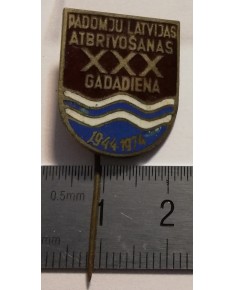 PADOMJU LATVIJAS
ATBRĪVOŠANAS
XXX
GADADIENA
1944-1974
0.5mm 1 2